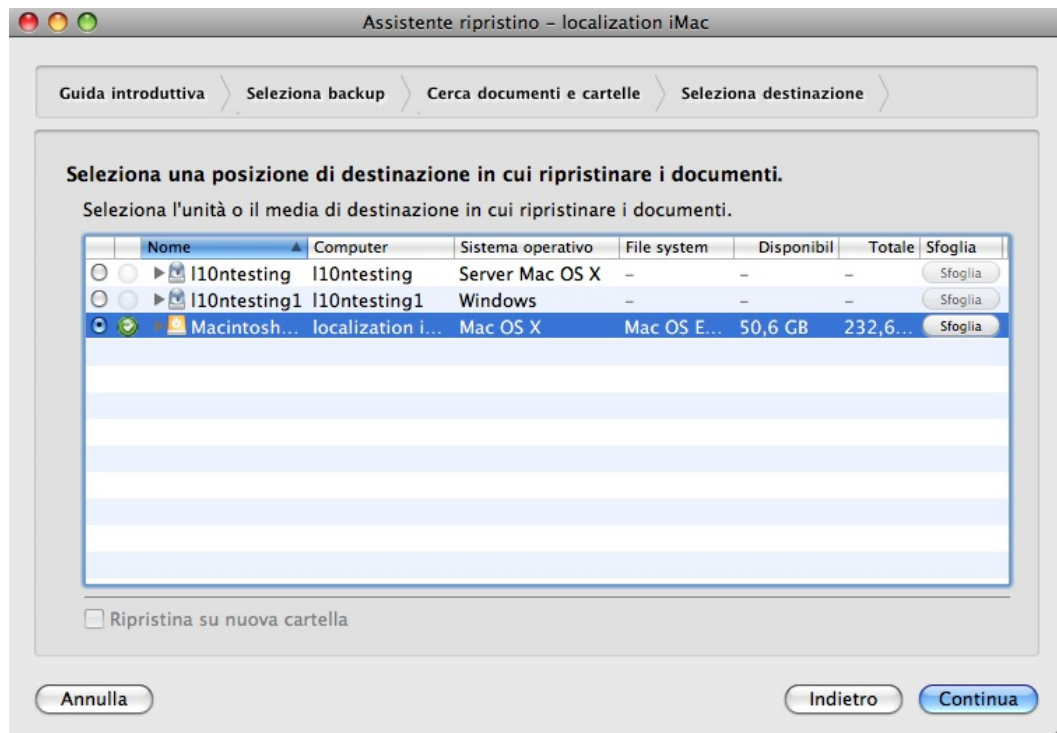 Assistente ripristino – localization iMac
Guida introduttiva Seleziona backup Cerca documenti e cartelle Seleziona destinazione
Seleziona una posizione di destinazione in cui ripristinare i documenti.
Seleziona l'unità o il media di destinazione in cui ripristinare i documenti.
Nome Computer Sistema operativo File system Disponibil Totale Sfoglia
l10ntesting l10ntesting Server Mac OS X – – – Sfoglia
l10ntesting1 l10ntesting1 Windows – – – Sfoglia
Macintosh... localization i... Mac OS X Mac OS E... 50,6 GB 232,6... Sfoglia
Ripristina su nuova cartella
Annulla Indietro Continua